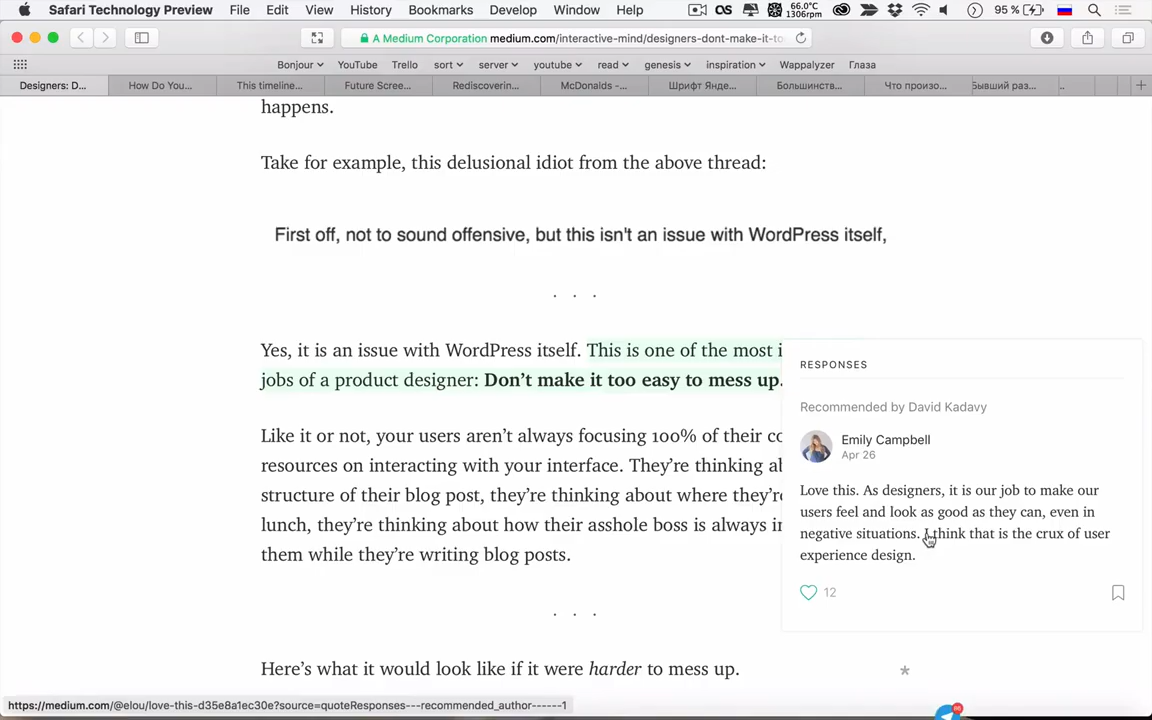 Safari Technology Preview File Edit View History Bookmarks Develop Window Help OS 66.0°C 1306rpm 95 %
A Medium Corporation medium.com/interactive-mind/designers-dont-make-it-to
Bonjour YouTube Trello sort server youtube read genesis inspiration Wappalyzer Глаза
Designers: D... How Do You... This timeline... Future Scree... Rediscoverin... McDonalds -... Шрифт Янде... Большинств... Что произо... Бывший раз... ..
happens.
Take for example, this delusional idiot from the above thread:
First off, not to sound offensive, but this isn't an issue with WordPress itself,
. . .
Yes, it is an issue with WordPress itself. This is one of the most i
jobs of a product designer: Don't make it too easy to mess up.
Like it or not, your users aren't always focusing 100% of their co
resources on interacting with your interface. They're thinking ab
structure of their blog post, they're thinking about where they're
lunch, they're thinking about how their asshole boss is always in
them while they're writing blog posts.
. . .
Here's what it would look like if it were harder to mess up.
*
RESPONSES
Recommended by David Kadavy
Emily Campbell
Apr 26
Love this. As designers, it is our job to make our
users feel and look as good as they can, even in
negative situations. I think that is the crux of user
experience design.
12
https://medium.com/@elou/love-this-d35e8a1ec30e?source=quoteResponses---recommended_author------1